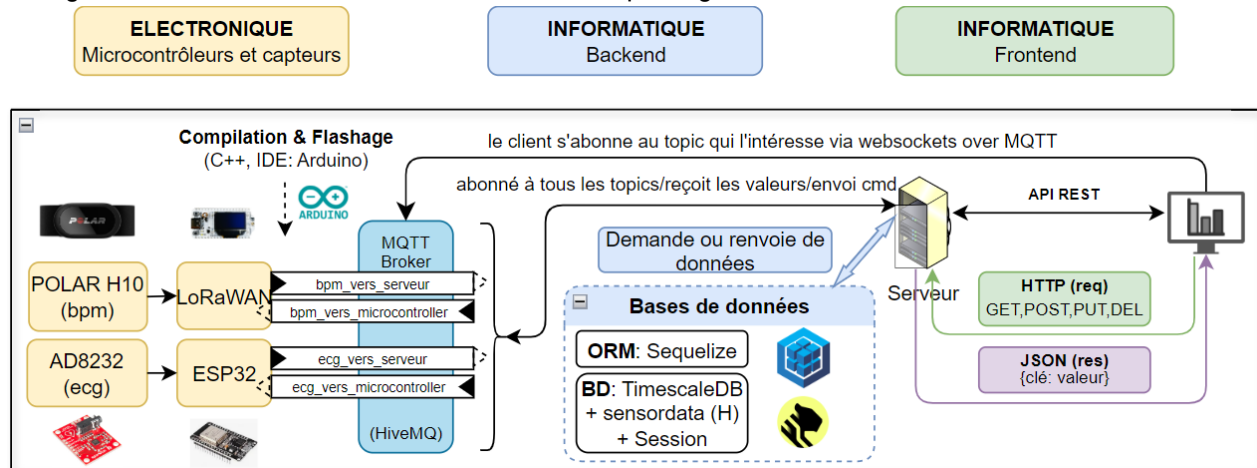 ELECTRONIQUE
Microcontrôleurs et capteurs
INFORMATIQUE
Backend
INFORMATIQUE
Frontend
Compilation & Flashage
(C++, IDE: Arduino)
ARDUINO
le client s'abonne au topic qui l'intéresse via websockets over MQTT
abonné à tous les topics/reçoit les valeurs/envoi cmd
API REST
POLAR
MQTT
Broker
Demande ou renvoie de
données
POLAR H10
(bpm)
LoRaWAN
bpm_vers_serveur
bpm_vers_microcontroller
Serveur
HTTP (req)
GET,POST,PUT,DEL
Bases de données
ORM: Sequelize
AD8232
(ecg)
ESP32
ecg_vers_serveur
ecg_vers_microcontroller
JSON (res)
{clé: valeur}
BD: TimescaleDB
+ sensordata (H)
+ Session
(HiveMQ)